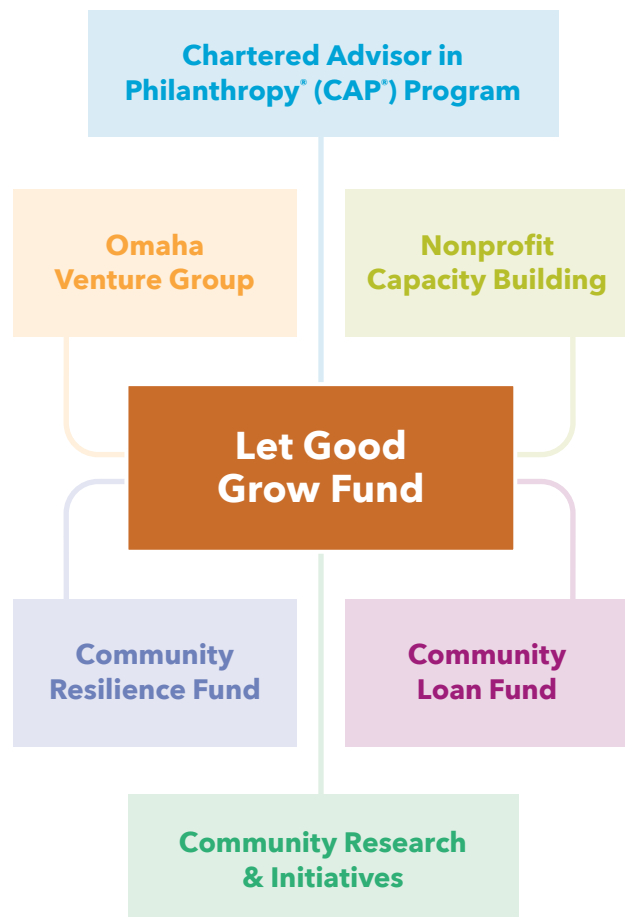 Chartered Advisor in
Philanthropy® (CAP®) Program
Omaha
Venture Group
Nonprofit
Capacity Building
Let Good
Grow Fund
Community
Resilience Fund
Community
Loan Fund
Community Research
& Initiatives